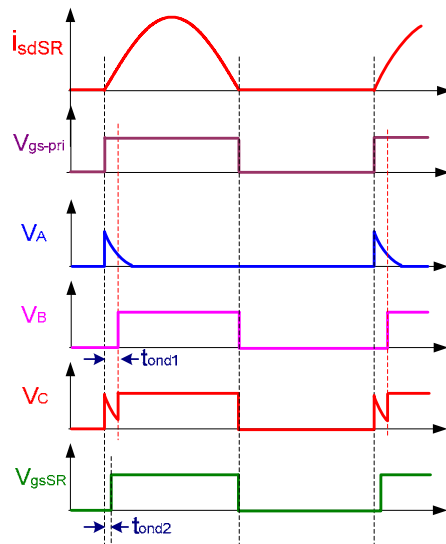 isdSR
Vgs-pri
VA
VB
tond1
VC
VgsSR
tond2